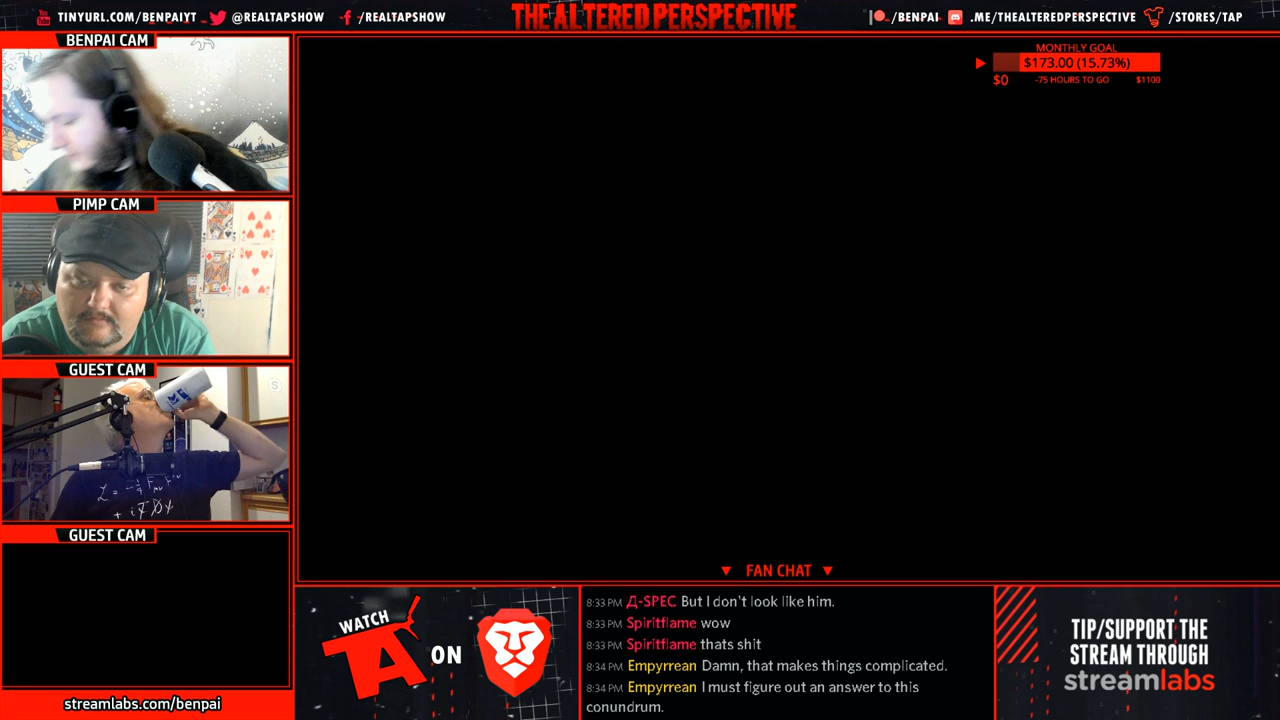 TINYURL.COM/BENPAIYT @REALTAPSHOW /REALTAPSHOW THE ALTERED PERSPECTIVE /BENPAI .ME/THEALTEREDPERSPECTIVE /STORES/TAP
BENPAI CAM
MONTHLY GOAL
$173.00 (15.73%)
$0 -75 HOURS TO GO $1100
PIMP CAM
GUEST CAM
GUEST CAM
streamlabs.com/benpai
FAN CHAT
WATCH
TA ON
8:33 PM Д-SPEC But I don't look like him.
8:33 PM Spiritflame wow
8:33 PM Spiritflame thats shit
8:34 PM Empyrrean Damn, that makes things complicated.
8:34 PM Empyrrean I must figure out an answer to this
conundrum.
TIP/SUPPORT THE
STREAM THROUGH
streamlabs